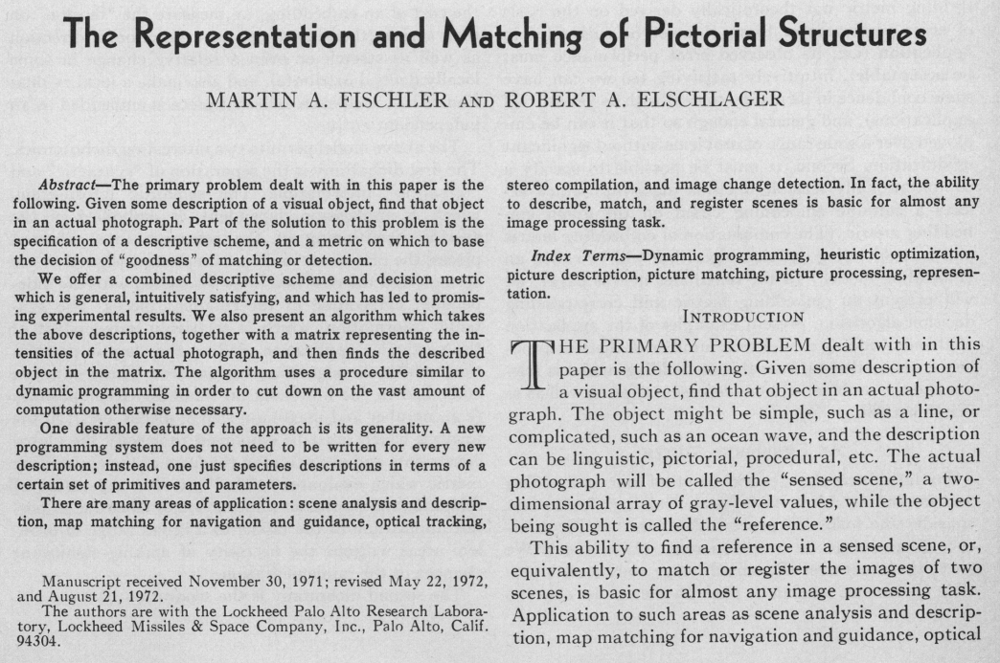 The Representation and Matching of Pictorial Structures
MARTIN A. FISCHLER AND ROBERT A. ELSCHLAGER
Abstract—The primary problem dealt with in this paper is the
following. Given some description of a visual object, find that object
in an actual photograph. Part of the solution to this problem is the
specification of a descriptive scheme, and a metric on which to base
the decision of "goodness" of matching or detection.
We offer a combined descriptive scheme and decision metric
which is general, intuitively satisfying, and which has led to promis-
ing experimental results. We also present an algorithm which takes
the above descriptions, together with a matrix representing the in-
tensities of the actual photograph, and then finds the described
object in the matrix. The algorithm uses a procedure similar to
dynamic programming in order to cut down on the vast amount of
computation otherwise necessary.
One desirable feature of the approach is its generality. A new
programming system does not need to be written for every new
description; instead, one just specifies descriptions in terms of a
certain set of primitives and parameters.
There are many areas of application: scene analysis and descrip-
tion, map matching for navigation and guidance, optical tracking,
Manuscript received November 30, 1971; revised May 22, 1972,
and August 21, 1972.
The authors are with the Lockheed Palo Alto Research Labora-
tory, Lockheed Missiles & Space Company, Inc., Palo Alto, Calif.
94304.
stereo compilation, and image change detection. In fact, the ability
to describe, match, and register scenes is basic for almost any
image processing task.
Index Terms—Dynamic programming, heuristic optimization,
picture description, picture matching, picture processing, represen-
tation.
INTRODUCTION
THE PRIMARY PROBLEM dealt with in this
paper is the following. Given some description of
a visual object, find that object in an actual photo-
graph. The object might be simple, such as a line, or
complicated, such as an ocean wave, and the description
can be linguistic, pictorial, procedural, etc. The actual
photograph will be called the "sensed scene," a two-
dimensional array of gray-level values, while the object
being sought is called the "reference."
This ability to find a reference in a sensed scene, or,
equivalently, to match or register the images of two
scenes, is basic for almost any image processing task.
Application to such areas as scene analysis and descrip-
tion, map matching for navigation and guidance, optical